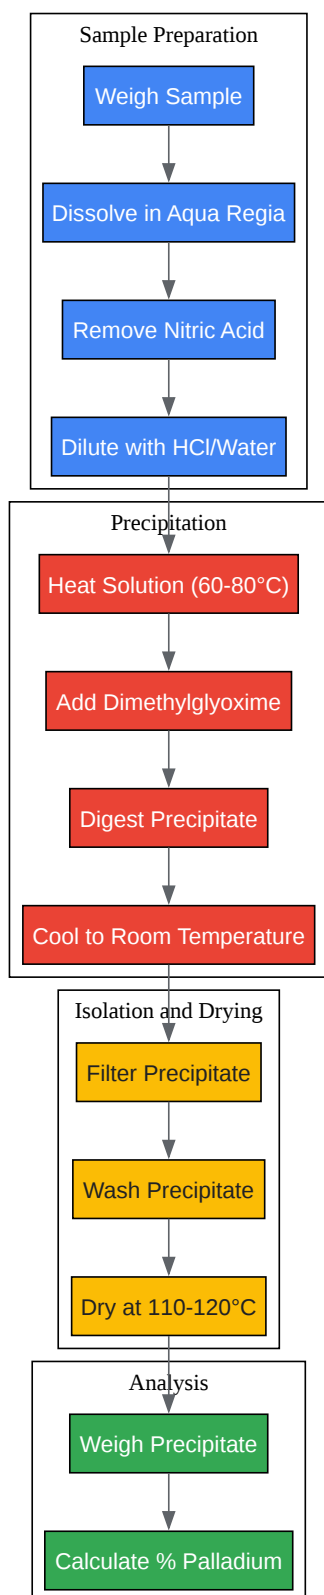 Sample Preparation
Weigh Sample
Dissolve in Aqua Regia
Remove Nitric Acid
Dilute with HCl/Water
Precipitation
Heat Solution (60-80°C)
Add Dimethylglyoxime
Digest Precipitate
Cool to Room Temperature
Isolation and Drying
Filter Precipitate
Wash Precipitate
Dry at 110-120°C
Analysis
Weigh Precipitate
Calculate % Palladium